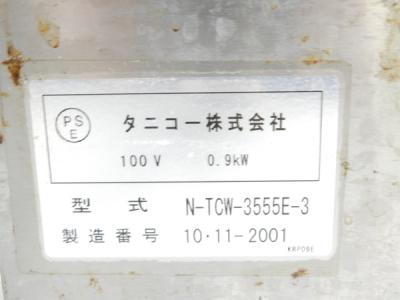 PS
E
タニコー株式会社
100V 0.9kW
型式 N-TCW-3555E-3
製造番号 10・11-2001
KRP09E